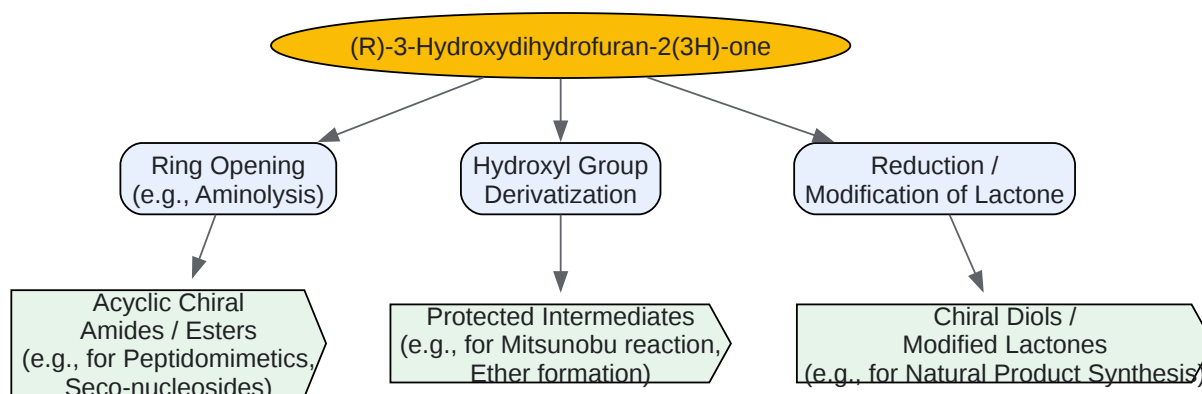 (R)-3-Hydroxydihydrofuran-2(3H)-one
Ring Opening
(e.g., Aminolysis)
Hydroxyl Group
Derivatization
Reduction /
Modification of Lactone
Acyclic Chiral
Amides / Esters
(e.g., for Peptidomimetics,
Seco-nucleosides)
Protected Intermediates
(e.g., for Mitsunobu reaction,
Ether formation)
Chiral Diols /
Modified Lactones
(e.g., for Natural Product Synthesis)